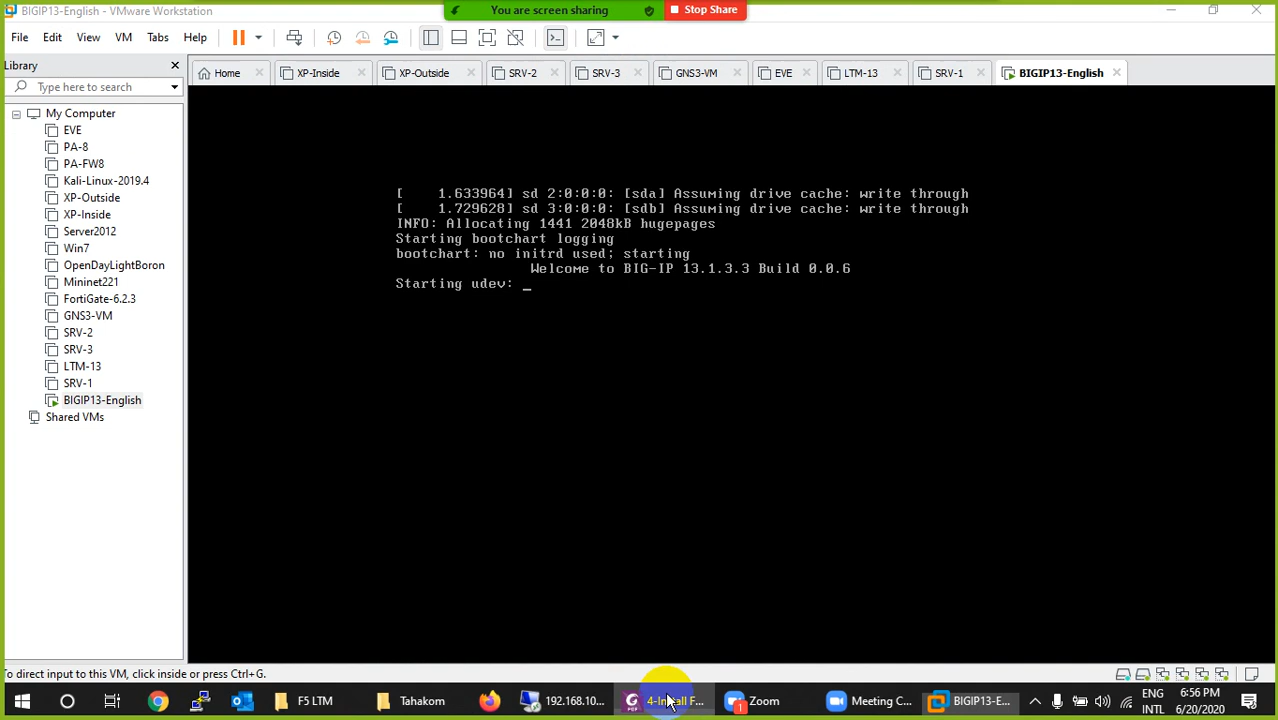 BIGIP13-English - VMware Workstation
You are screen sharing
Stop Share
File Edit View VM Tabs Help
Library
Type here to search
Home XP-Inside XP-Outside SRV-2 SRV-3 GNS3-VM EVE LTM-13 SRV-1 BIGIP13-English
My Computer
EVE
PA-8
PA-FW8
Kali-Linux-2019.4
XP-Outside
XP-Inside
Server2012
Win7
OpenDayLightBoron
Mininet221
FortiGate-6.2.3
GNS3-VM
SRV-2
SRV-3
LTM-13
SRV-1
BIGIP13-English
Shared VMs
[ 1.633964] sd 2:0:0:0: [sda] Assuming drive cache: write through
[ 1.729628] sd 3:0:0:0: [sdb] Assuming drive cache: write through
INFO: Allocating 1441 2048kB hugepages
Starting bootchart logging
bootchart: no initrd used; starting
Welcome to BIG-IP 13.1.3.3 Build 0.0.6
Starting udev: _
To direct input to this VM, click inside or press Ctrl+G.
F5 LTM
Tahakom
192.168.10...
4-Install F...
1
Zoom
Meeting C...
BIGIP13-E...
ENG
INTL
6:56 PM
6/20/2020